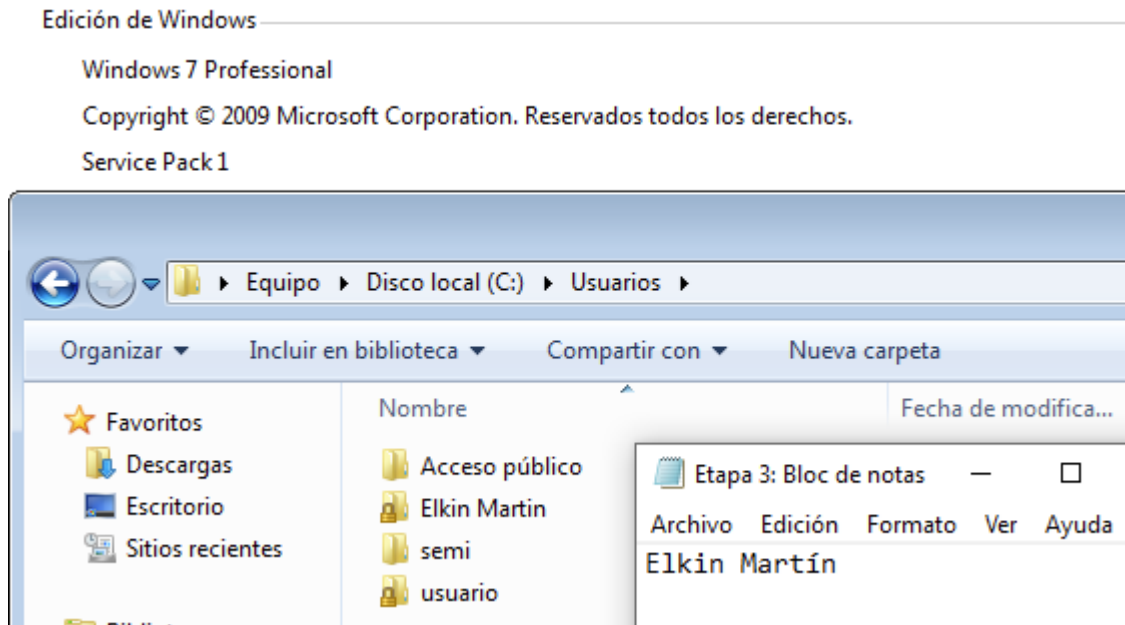 Edición de Windows
Windows 7 Professional
Copyright © 2009 Microsoft Corporation. Reservados todos los derechos.
Service Pack 1
Equipo Disco local (C:) Usuarios
Organizar Incluir en biblioteca Compartir con Nueva carpeta
Favoritos
Descargas
Escritorio
Sitios recientes
Nombre Fecha de modifica...
Acceso público
Elkin Martin
semi
usuario
Etapa 3: Bloc de notas
Archivo Edición Formato Ver Ayuda
Elkin Martín